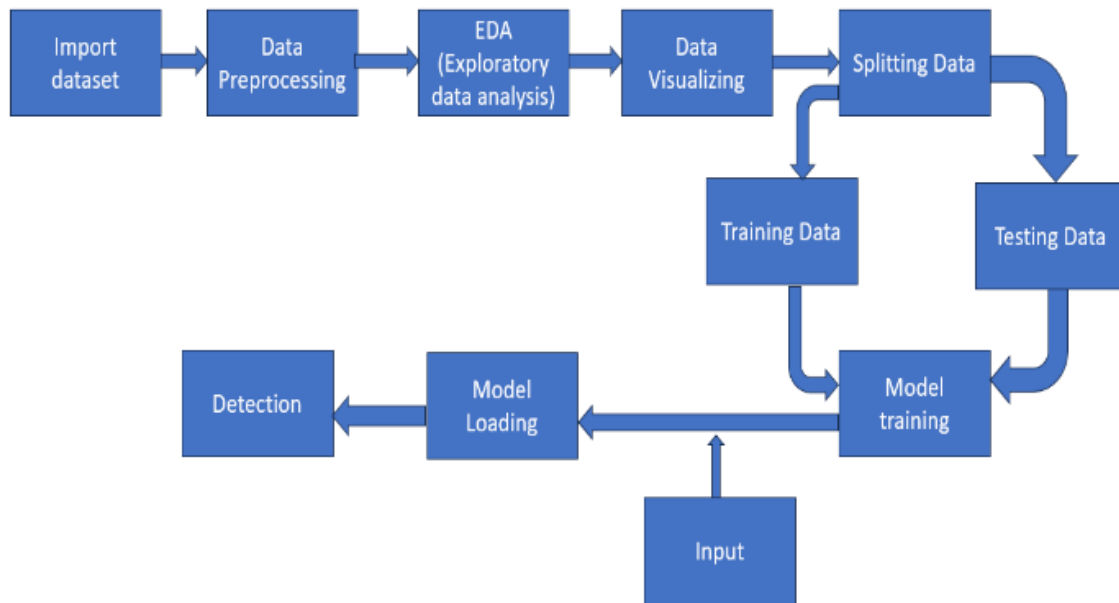 Import
dataset
Data
Preprocessing
EDA
(Exploratory
data analysis)
Data
Visualizing
Splitting Data
Training Data
Testing Data
Detection
Model
Loading
Model
training
Input